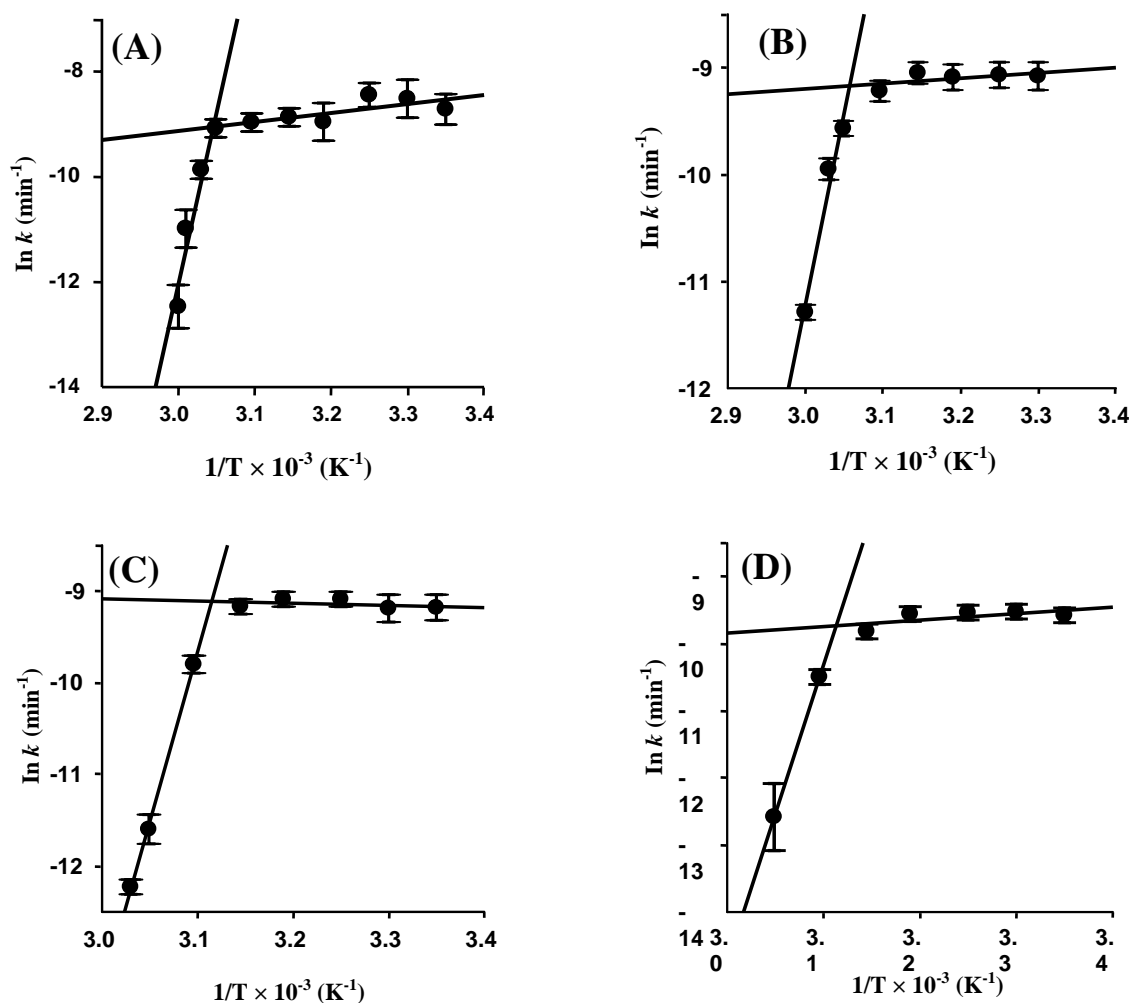 (A)
ln k (min-1)
-8
-10
-12
-14
2.9 3.0 3.1 3.2 3.3 3.4
1/T × 10-3 (K-1)
(B)
ln k (min-1)
-9
-10
-11
-12
2.9 3.0 3.1 3.2 3.3 3.4
1/T × 10-3 (K-1)
(C)
ln k (min-1)
-9
-10
-11
-12
3.0 3.1 3.2 3.3 3.4
1/T × 10-3 (K-1)
(D)
ln k (min-1)
-
9
-
10
-
11
-
12
-
13
-
14 3. 3. 3. 3. 3.
0 1 2 3 4
1/T × 10-3 (K-1)